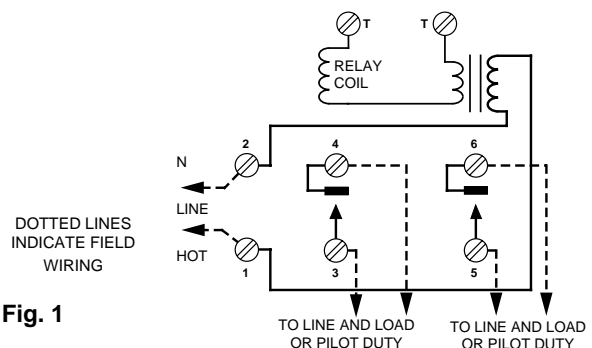 T T
RELAY
COIL
2 4 6
N
LINE
HOT
1 3 5
DOTTED LINES
INDICATE FIELD
WIRING
Fig. 1
TO LINE AND LOAD
OR PILOT DUTY
TO LINE AND LOAD
OR PILOT DUTY